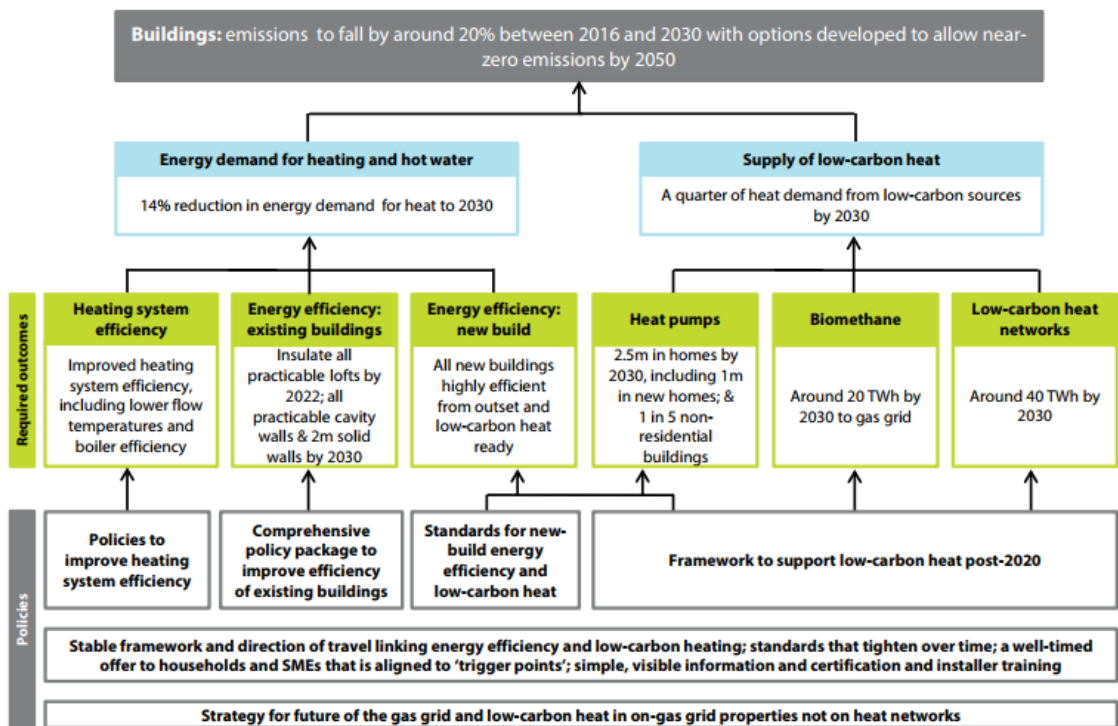 Buildings: emissions to fall by around 20% between 2016 and 2030 with options developed to allow near-
zero emissions by 2050
Energy demand for heating and hot water
14% reduction in energy demand for heat to 2030
Supply of low-carbon heat
A quarter of heat demand from low-carbon sources
by 2030
Required outcomes
Heating system
efficiency
Improved heating
system efficiency,
including lower flow
temperatures and
boiler efficiency
Energy efficiency:
existing buildings
Insulate all
practicable lofts by
2022; all
practicable cavity
walls & 2m solid
walls by 2030
Energy efficiency:
new build
All new buildings
highly efficient
from outset and
low-carbon heat
ready
Heat pumps
2.5m in homes by
2030, including 1m
in new homes; &
1 in 5 non-
residential
buildings
Biomethane
Around 20 TWh by
2030 to gas grid
Low-carbon heat
networks
Around 40 TWh by
2030
Policies
Policies to
improve heating
system efficiency
Comprehensive
policy package to
improve efficiency
of existing buildings
Standards for new-
build energy
efficiency and
low-carbon heat
Framework to support low-carbon heat post-2020
Stable framework and direction of travel linking energy efficiency and low-carbon heating; standards that tighten over time; a well-timed
offer to households and SMEs that is aligned to ‘trigger points’; simple, visible information and certification and installer training
Strategy for future of the gas grid and low-carbon heat in on-gas grid properties not on heat networks